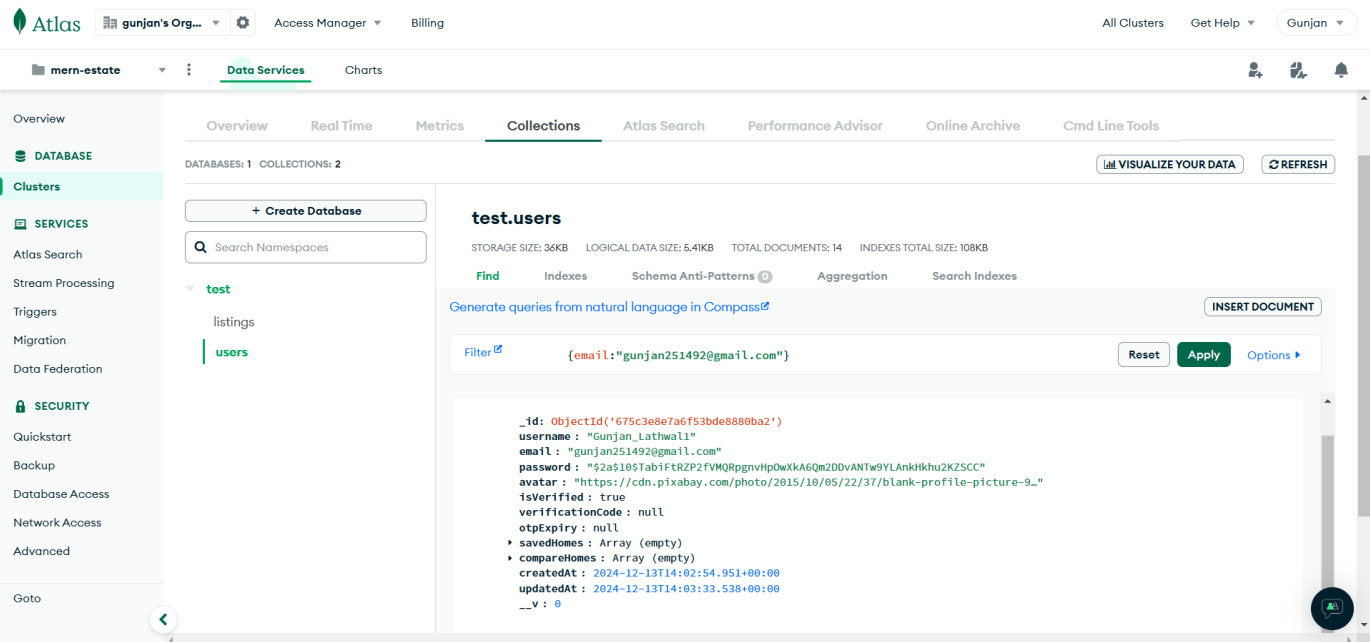 Atlas
gunjan's Org...
Access Manager
Billing
All Clusters
Get Help
Gunjan
mern-estate
Data Services
Charts
Overview
DATABASE
Clusters
SERVICES
Atlas Search
Stream Processing
Triggers
Migration
Data Federation
SECURITY
Quickstart
Backup
Database Access
Network Access
Advanced
Goto
Overview
Real Time
Metrics
Collections
Atlas Search
Performance Advisor
Online Archive
Cmd Line Tools
DATABASES: 1 COLLECTIONS: 2
VISUALIZE YOUR DATA
REFRESH
+ Create Database
Search Namespaces
test
listings
users
test.users
STORAGE SIZE: 36KB LOGICAL DATA SIZE: 5.41KB TOTAL DOCUMENTS: 14 INDEXES TOTAL SIZE: 108KB
Find
Indexes
Schema Anti-Patterns 0
Aggregation
Search Indexes
Generate queries from natural language in Compass
INSERT DOCUMENT
Filter
{email:"gunjan251492@gmail.com"}
Reset
Apply
Options
_id: ObjectId('675c3e8e7a6f53bde8880ba2')
username : "Gunjan_Lathwal1"
email : "gunjan251492@gmail.com"
password : "$2a$10$TabiFtRZP2fVMQRpgnvHpOwXkA6Qm2DDvANTw9YLAnkHkhu2KZSCC"
avatar : "https://cdn.pixabay.com/photo/2015/10/05/22/37/blank-profile-picture-9…"
isVerified : true
verificationCode : null
otpExpiry : null
savedHomes : Array (empty)
compareHomes : Array (empty)
createdAt : 2024-12-13T14:02:54.951+00:00
updatedAt : 2024-12-13T14:03:33.538+00:00
__v : 0